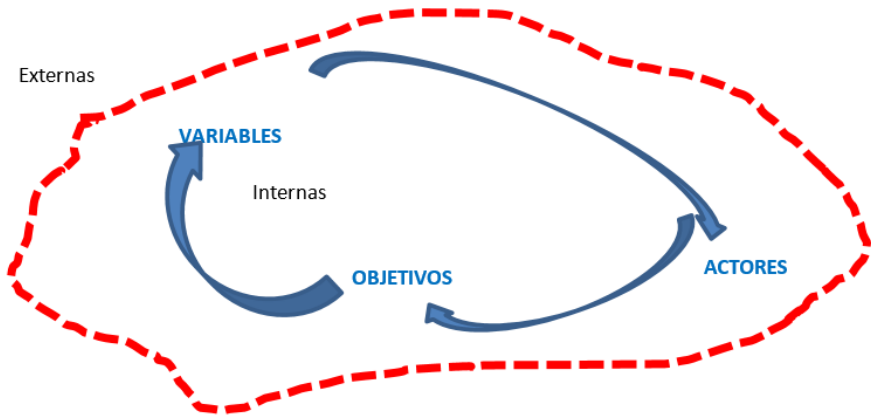 Externas
VARIABLES
Internas
OBJETIVOS
ACTORES